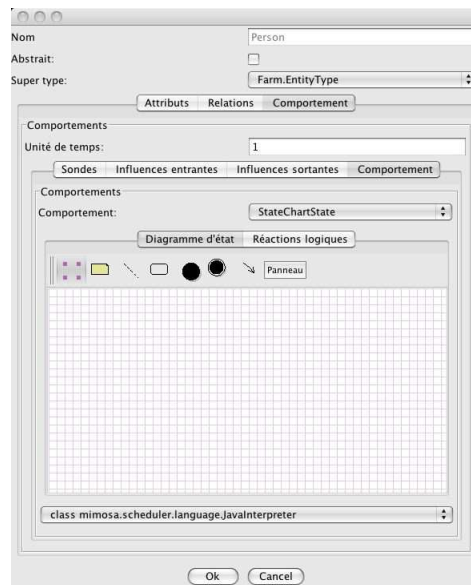 Nom Person
Abstrait:
Super type: Farm.EntityType
Attributs Relations Comportement
Comportements
Unité de temps: 1
Sondes Influences entrantes Influences sortantes Comportement
Comportements
Comportement: StateChartState
Diagramme d'état Réactions logiques
Panneau
class mimosa.scheduler.language.JavaInterpreter
Ok Cancel